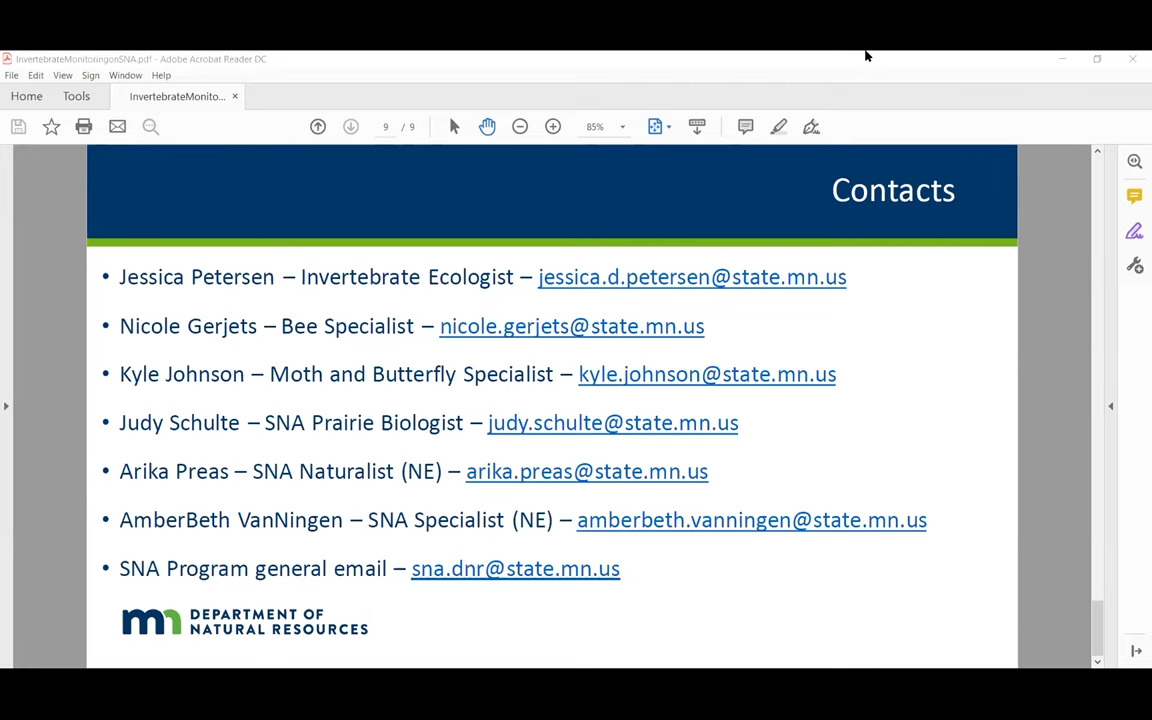 InvertebrateMonitoringonSNA.pdf - Adobe Acrobat Reader DC
File Edit View Sign Window Help
Home Tools InvertebrateMonito... ×
9 / 9 85%
Contacts
• Jessica Petersen – Invertebrate Ecologist – jessica.d.petersen@state.mn.us
• Nicole Gerjets – Bee Specialist – nicole.gerjets@state.mn.us
• Kyle Johnson – Moth and Butterfly Specialist – kyle.johnson@state.mn.us
• Judy Schulte – SNA Prairie Biologist – judy.schulte@state.mn.us
• Arika Preas – SNA Naturalist (NE) – arika.preas@state.mn.us
• AmberBeth VanNingen – SNA Specialist (NE) – amberbeth.vanningen@state.mn.us
• SNA Program general email – sna.dnr@state.mn.us
mn DEPARTMENT OF
NATURAL RESOURCES